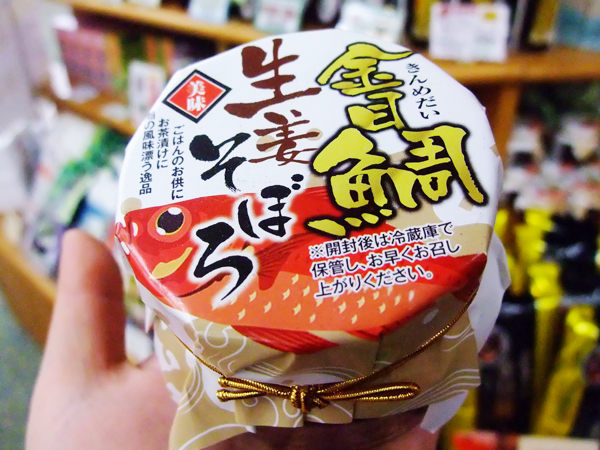 きんめだい
金目鯛
生姜
そぼろ
美味
ごはんのお供に
お茶漬けに
の風味漂う逸品
※開封後は冷蔵庫で
保管し、お早くお召し
上がりください。